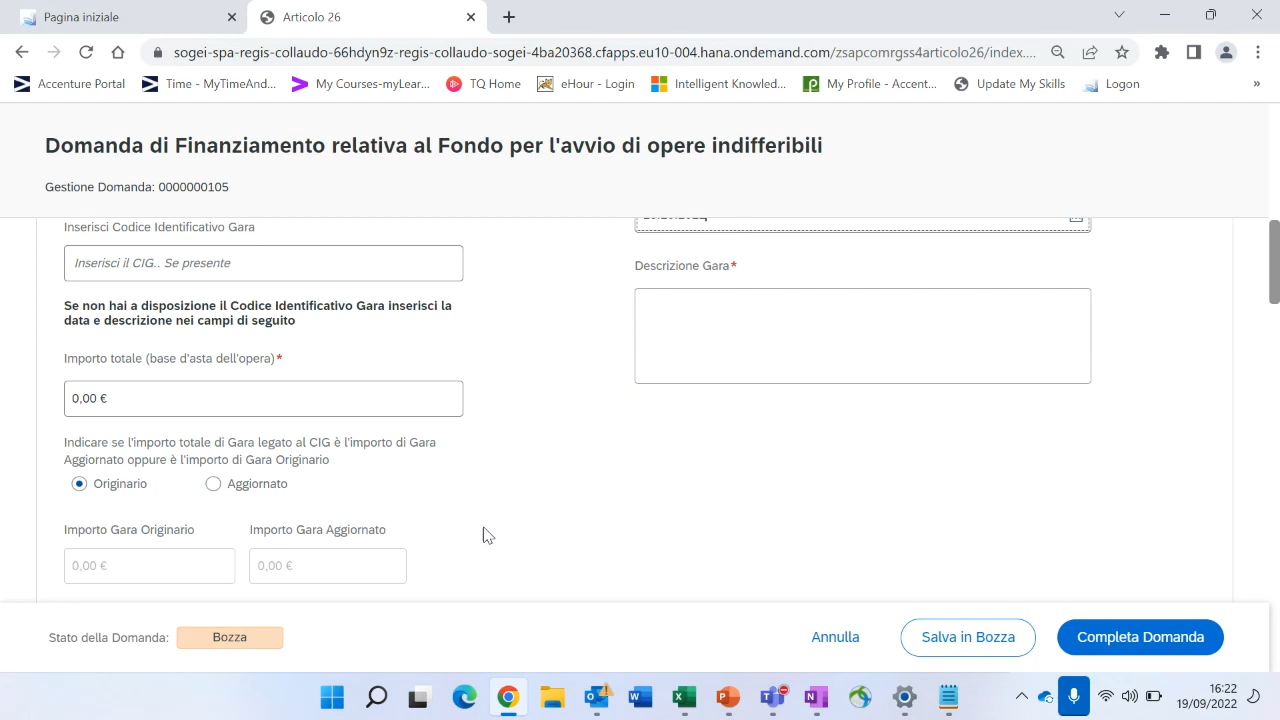 Pagina iniziale
Articolo 26
sogei-spa-regis-collaudo-66hdyn9z-regis-collaudo-sogei-4ba20368.cfapps.eu10-004.hana.ondemand.com/zsapcomrgss4articolo26/index....
Accenture Portal
Time - MyTimeAnd...
My Courses-myLear...
TQ Home
eHour - Login
Intelligent Knowled...
My Profile - Accent...
Update My Skills
Logon
»
Domanda di Finanziamento relativa al Fondo per l'avvio di opere indifferibili
Gestione Domanda: 0000000105
Inserisci Codice Identificativo Gara
Inserisci il CIG.. Se presente
Se non hai a disposizione il Codice Identificativo Gara inserisci la
data e descrizione nei campi di seguito
Importo totale (base d'asta dell'opera)*
0,00 €
Indicare se l'importo totale di Gara legato al CIG è l'importo di Gara
Aggiornato oppure è l'importo di Gara Originario
Originario
Aggiornato
Importo Gara Originario
Importo Gara Aggiornato
0,00 €
0,00 €
Descrizione Gara*
Stato della Domanda:
Bozza
Annulla
Salva in Bozza
Completa Domanda
16:22
19/09/2022